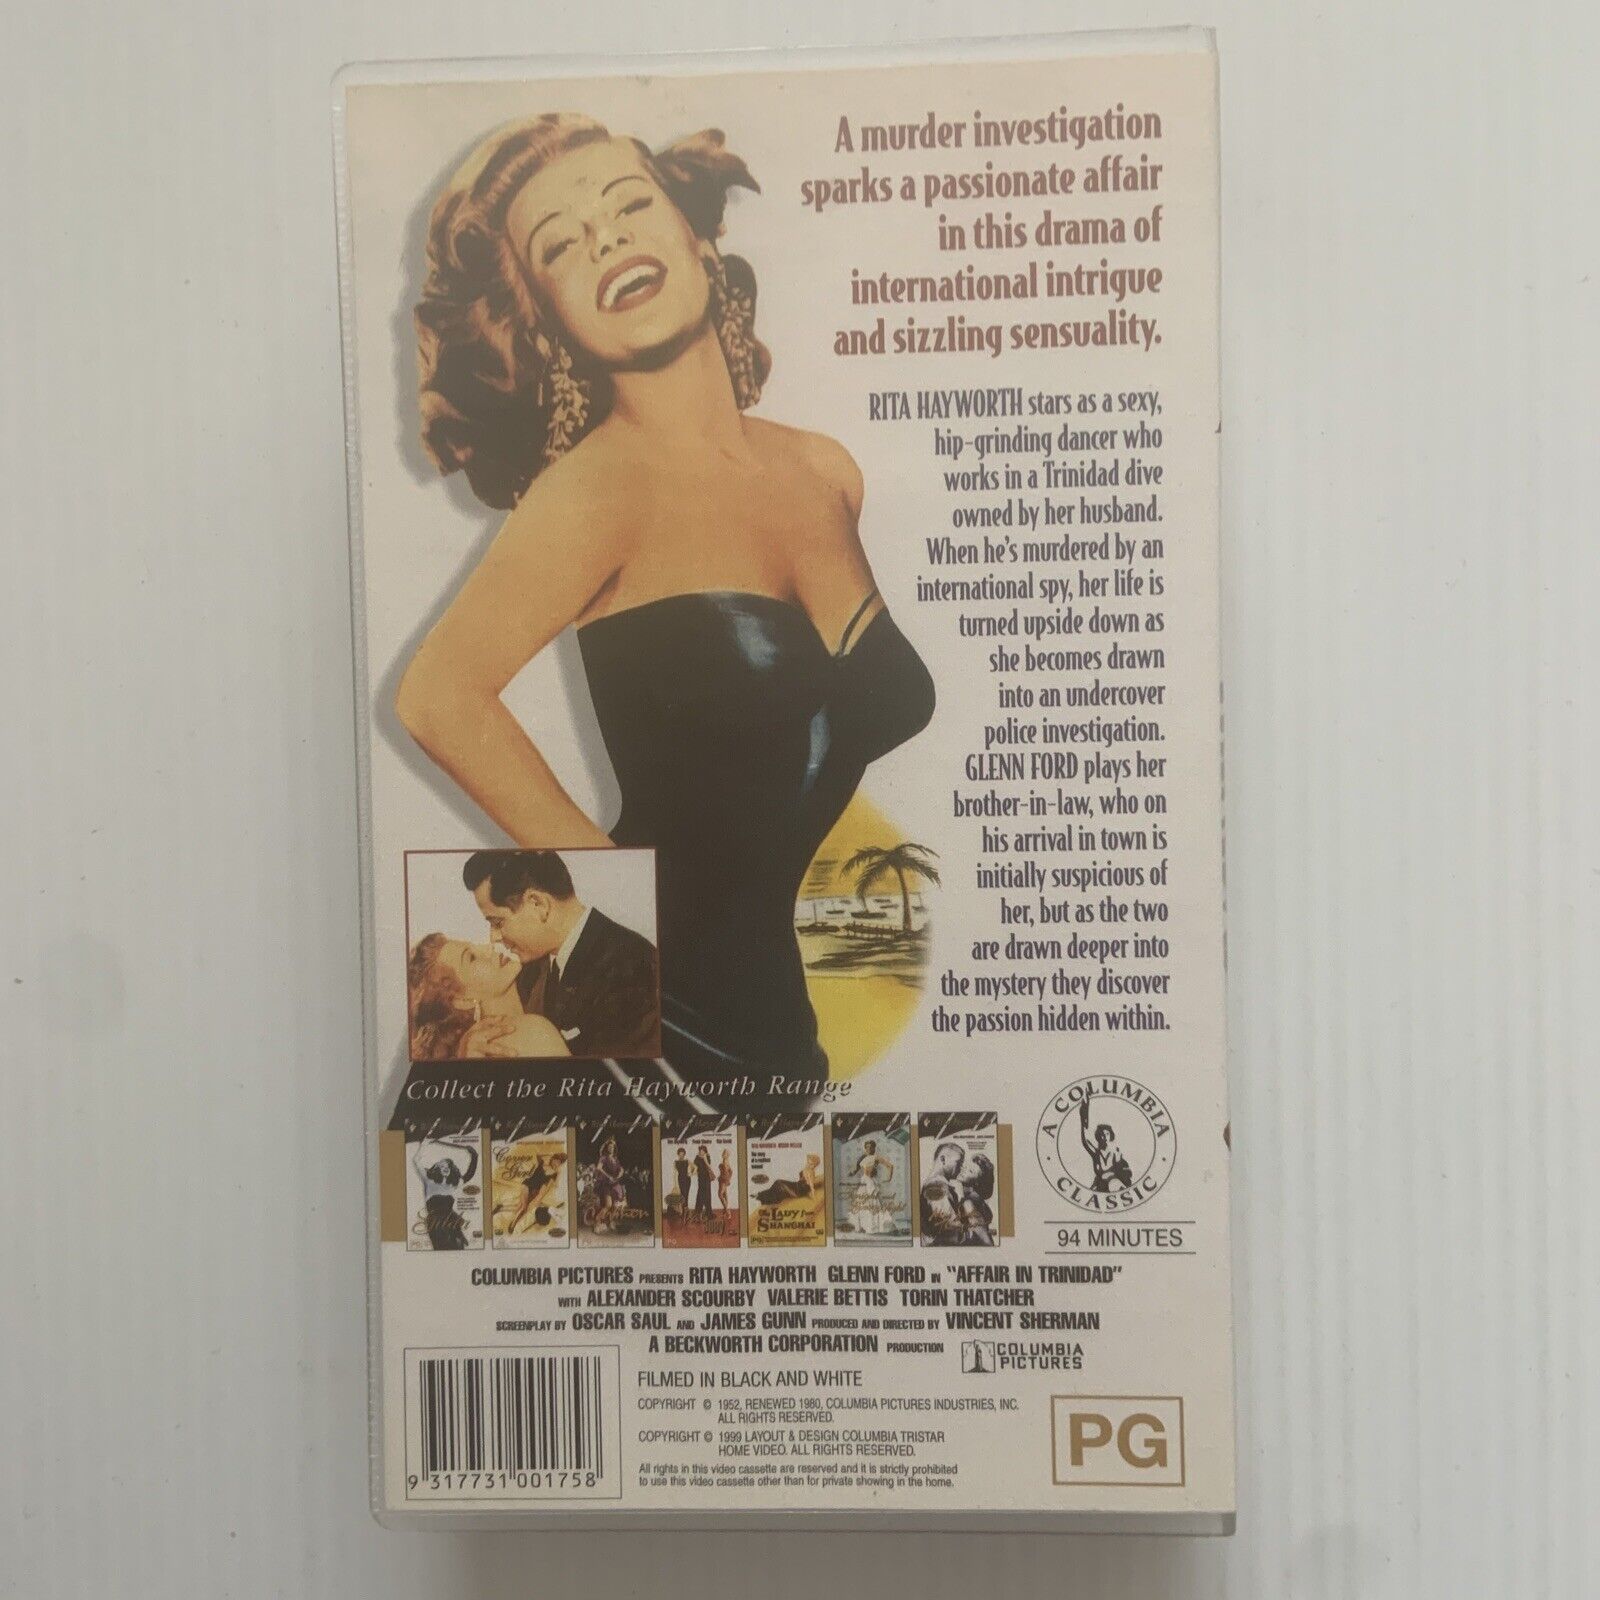 A murder investigation
sparks a passionate affair
in this drama of
international intrigue
and sizzling sensuality.
RITA HAYWORTH stars as a sexy,
hip-grinding dancer who
works in a Trinidad dive
owned by her husband.
When he's murdered by an
international spy, her life is
turned upside down as
she becomes drawn
into an undercover
police investigation.
GLENN FORD plays her
brother-in-law, who on
his arrival in town is
initially suspicious of
her, but as the two
are drawn deeper into
the mystery they discover
the passion hidden within.
Collect the Rita Hayworth Range
Gilda
Cover
Girl
Carmen
Pal
Joey
The LADY from
SHANGHAI
Tonight and
Every Night
A COLUMBIA
CLASSIC
94 MINUTES
COLUMBIA PICTURES PRESENTS RITA HAYWORTH GLENN FORD IN "AFFAIR IN TRINIDAD"
WITH ALEXANDER SCOURBY VALERIE BETTIS TORIN THATCHER
SCREENPLAY BY OSCAR SAUL AND JAMES GUNN PRODUCED AND DIRECTED BY VINCENT SHERMAN
A BECKWORTH CORPORATION PRODUCTION
COLUMBIA
PICTURES
FILMED IN BLACK AND WHITE
COPYRIGHT © 1952, RENEWED 1980, COLUMBIA PICTURES INDUSTRIES, INC.
ALL RIGHTS RESERVED.
COPYRIGHT © 1999 LAYOUT & DESIGN COLUMBIA TRISTAR
HOME VIDEO. ALL RIGHTS RESERVED.
All rights in this video cassette are reserved and it is strictly prohibited
to use this video cassette other than for private showing in the home.
9 317731 001758
PG